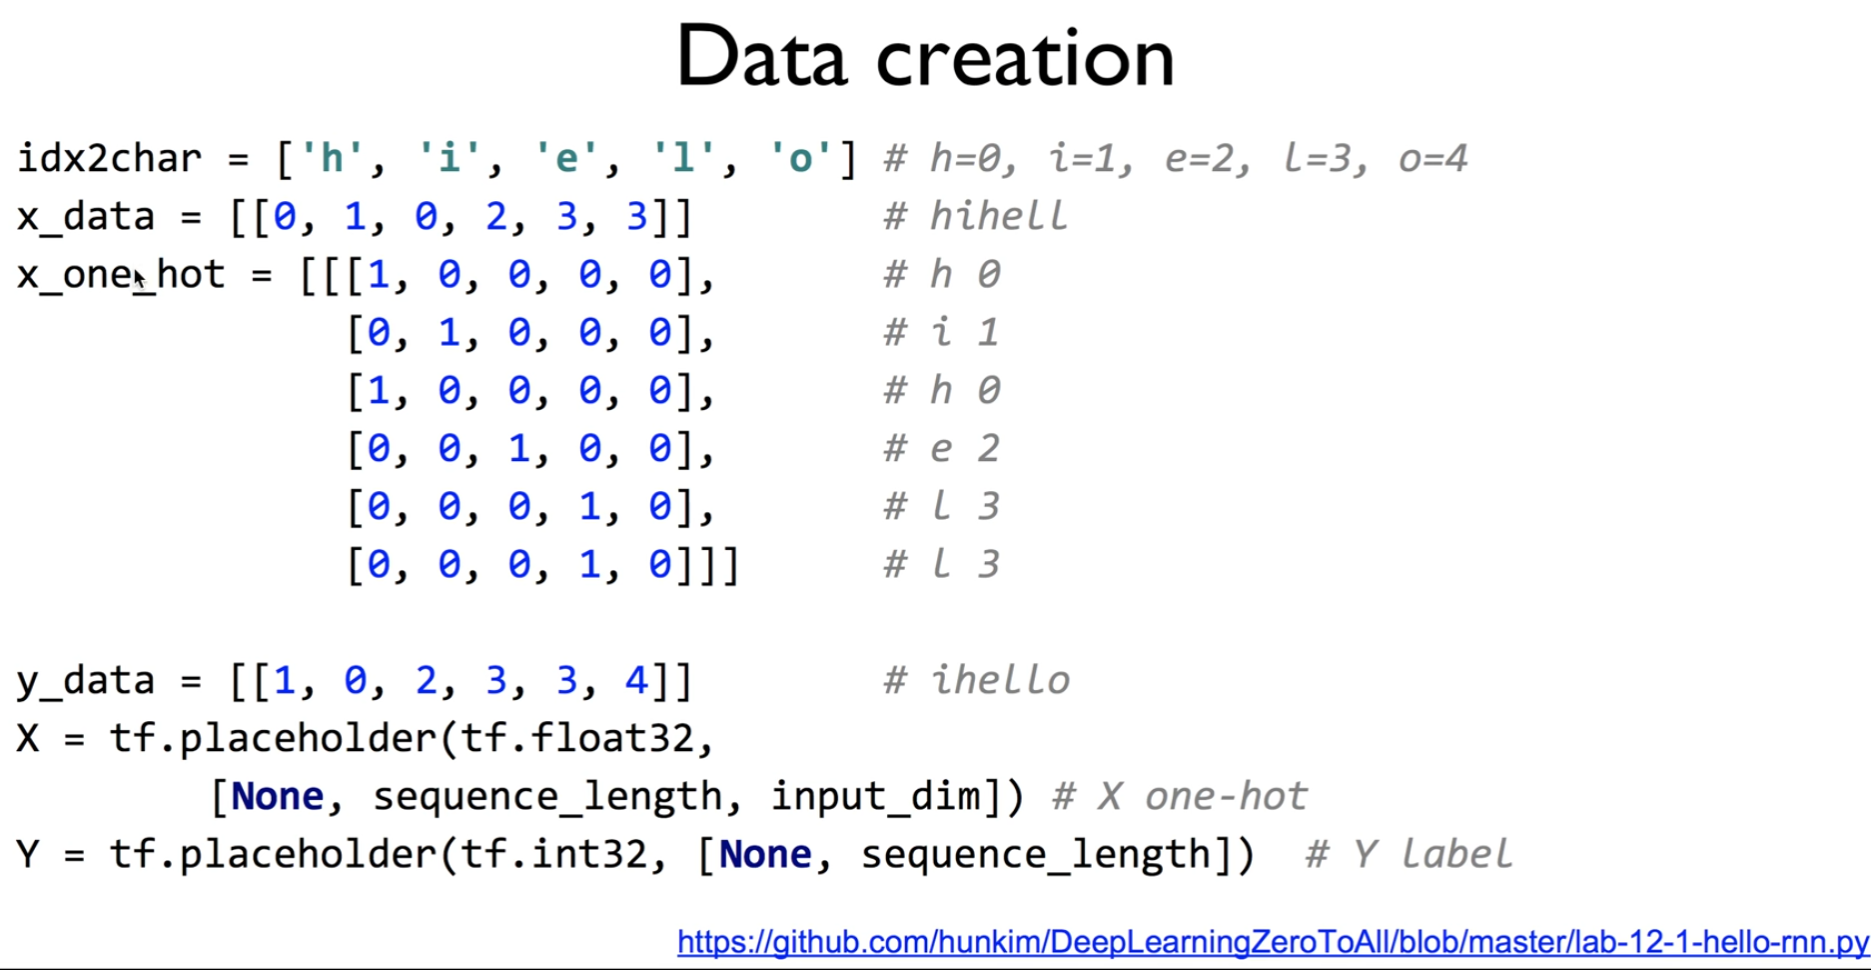 Data creation
idx2char = ['h', 'i', 'e', 'l', 'o'] # h=0, i=1, e=2, l=3, o=4
x_data = [[0, 1, 0, 2, 3, 3]] # hihell
x_one_hot = [[[1, 0, 0, 0, 0], # h 0
[0, 1, 0, 0, 0], # i 1
[1, 0, 0, 0, 0], # h 0
[0, 0, 1, 0, 0], # e 2
[0, 0, 0, 1, 0], # l 3
[0, 0, 0, 1, 0]]] # l 3
y_data = [[1, 0, 2, 3, 3, 4]] # ihello
X = tf.placeholder(tf.float32,
[None, sequence_length, input_dim]) # X one-hot
Y = tf.placeholder(tf.int32, [None, sequence_length]) # Y label
https://github.com/hunkim/DeepLearningZeroToAll/blob/master/lab-12-1-hello-rnn.py